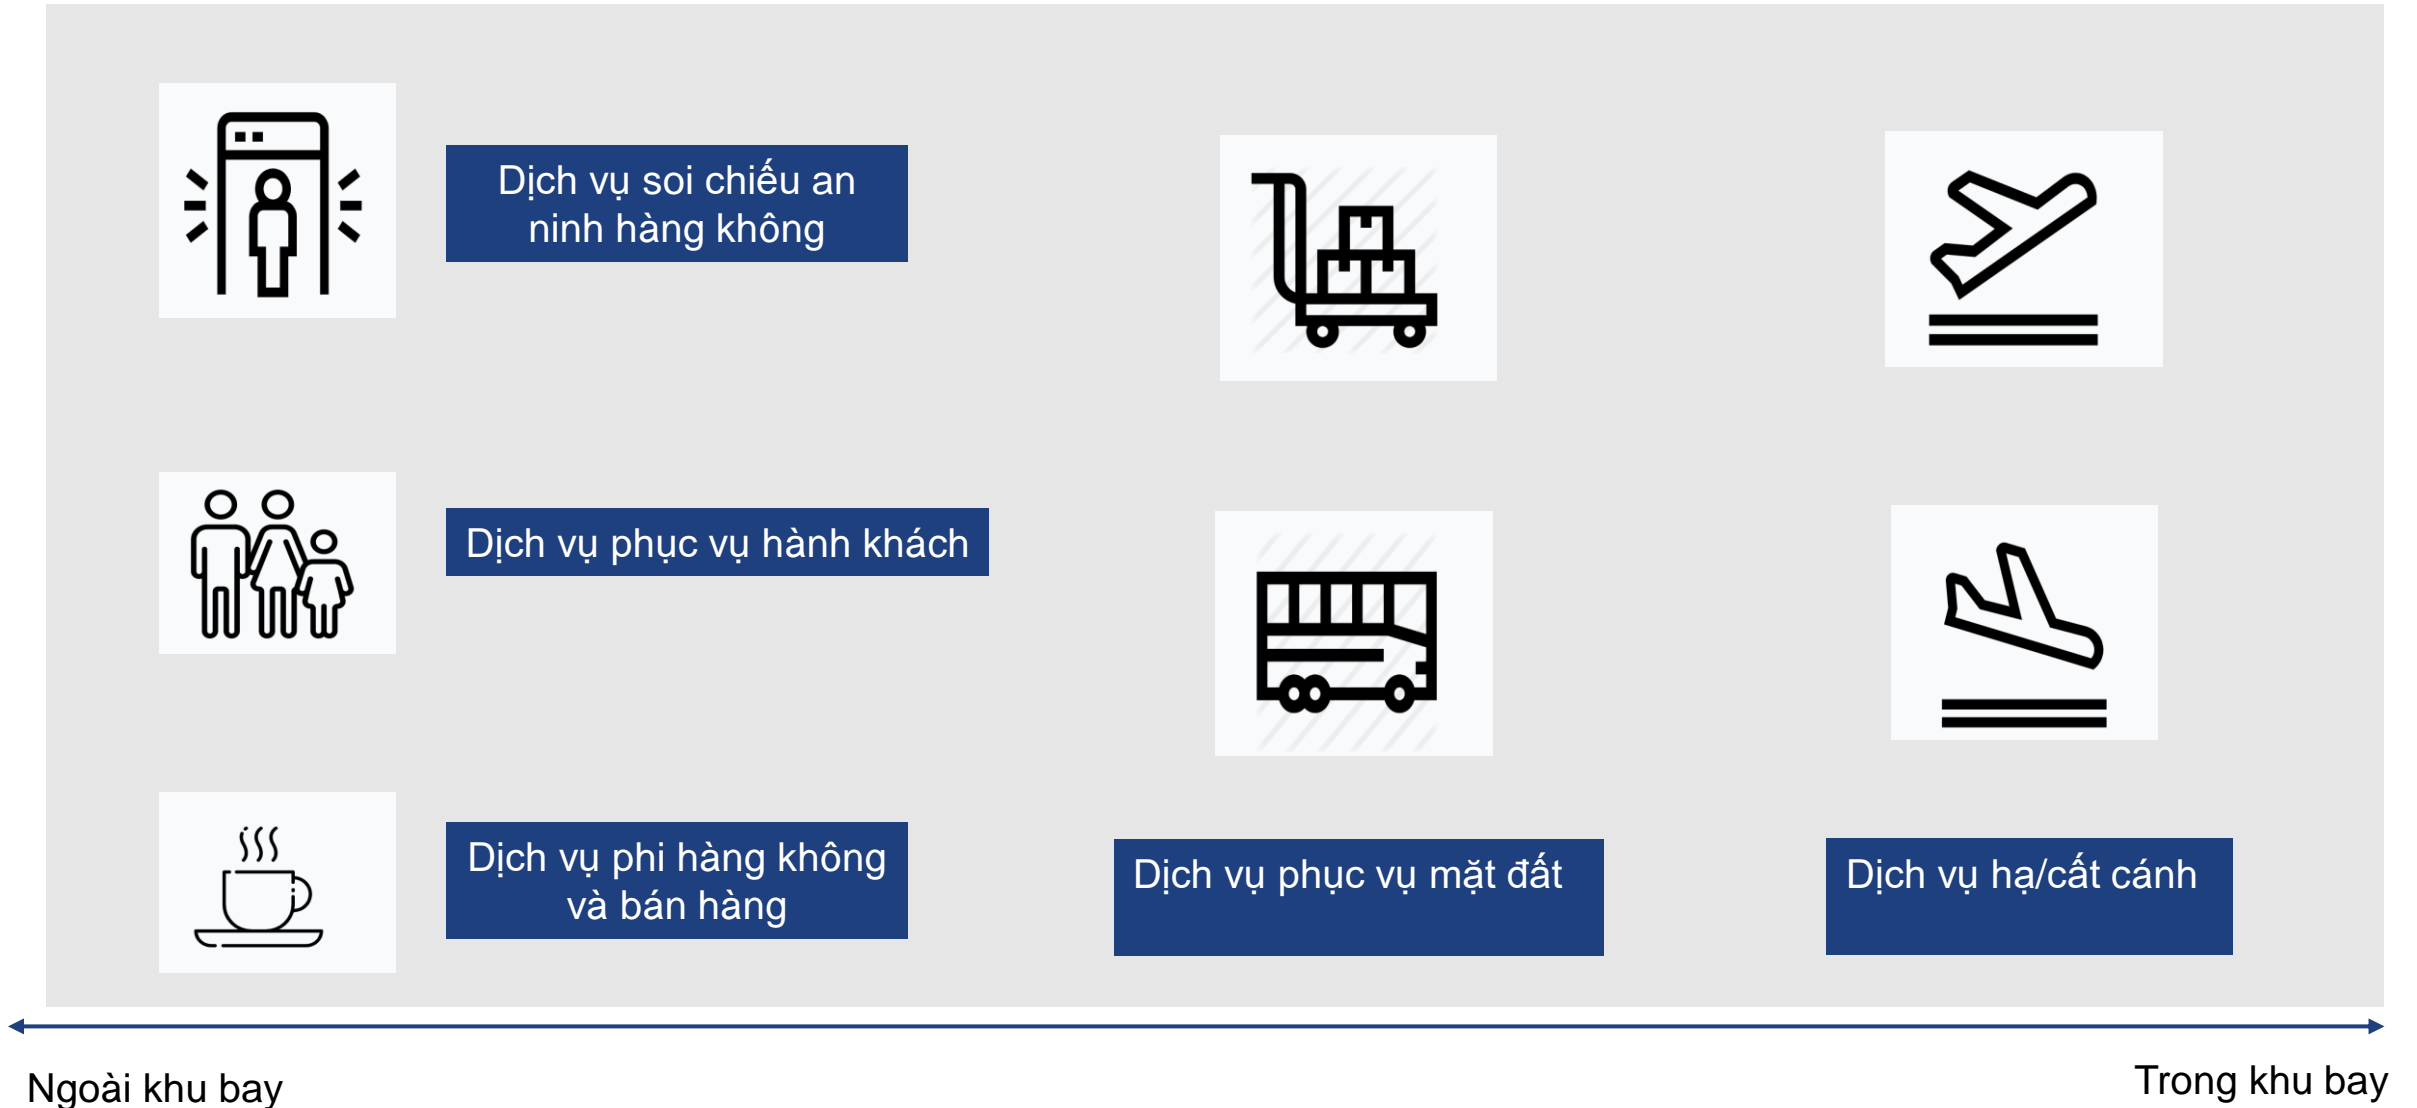 Dịch vụ soi chiếu an
ninh hàng không
Dịch vụ phục vụ hành khách
Dịch vụ phi hàng không
và bán hàng
Dịch vụ phục vụ mặt đất
Dịch vụ hạ/cất cánh
Ngoài khu bay
Trong khu bay